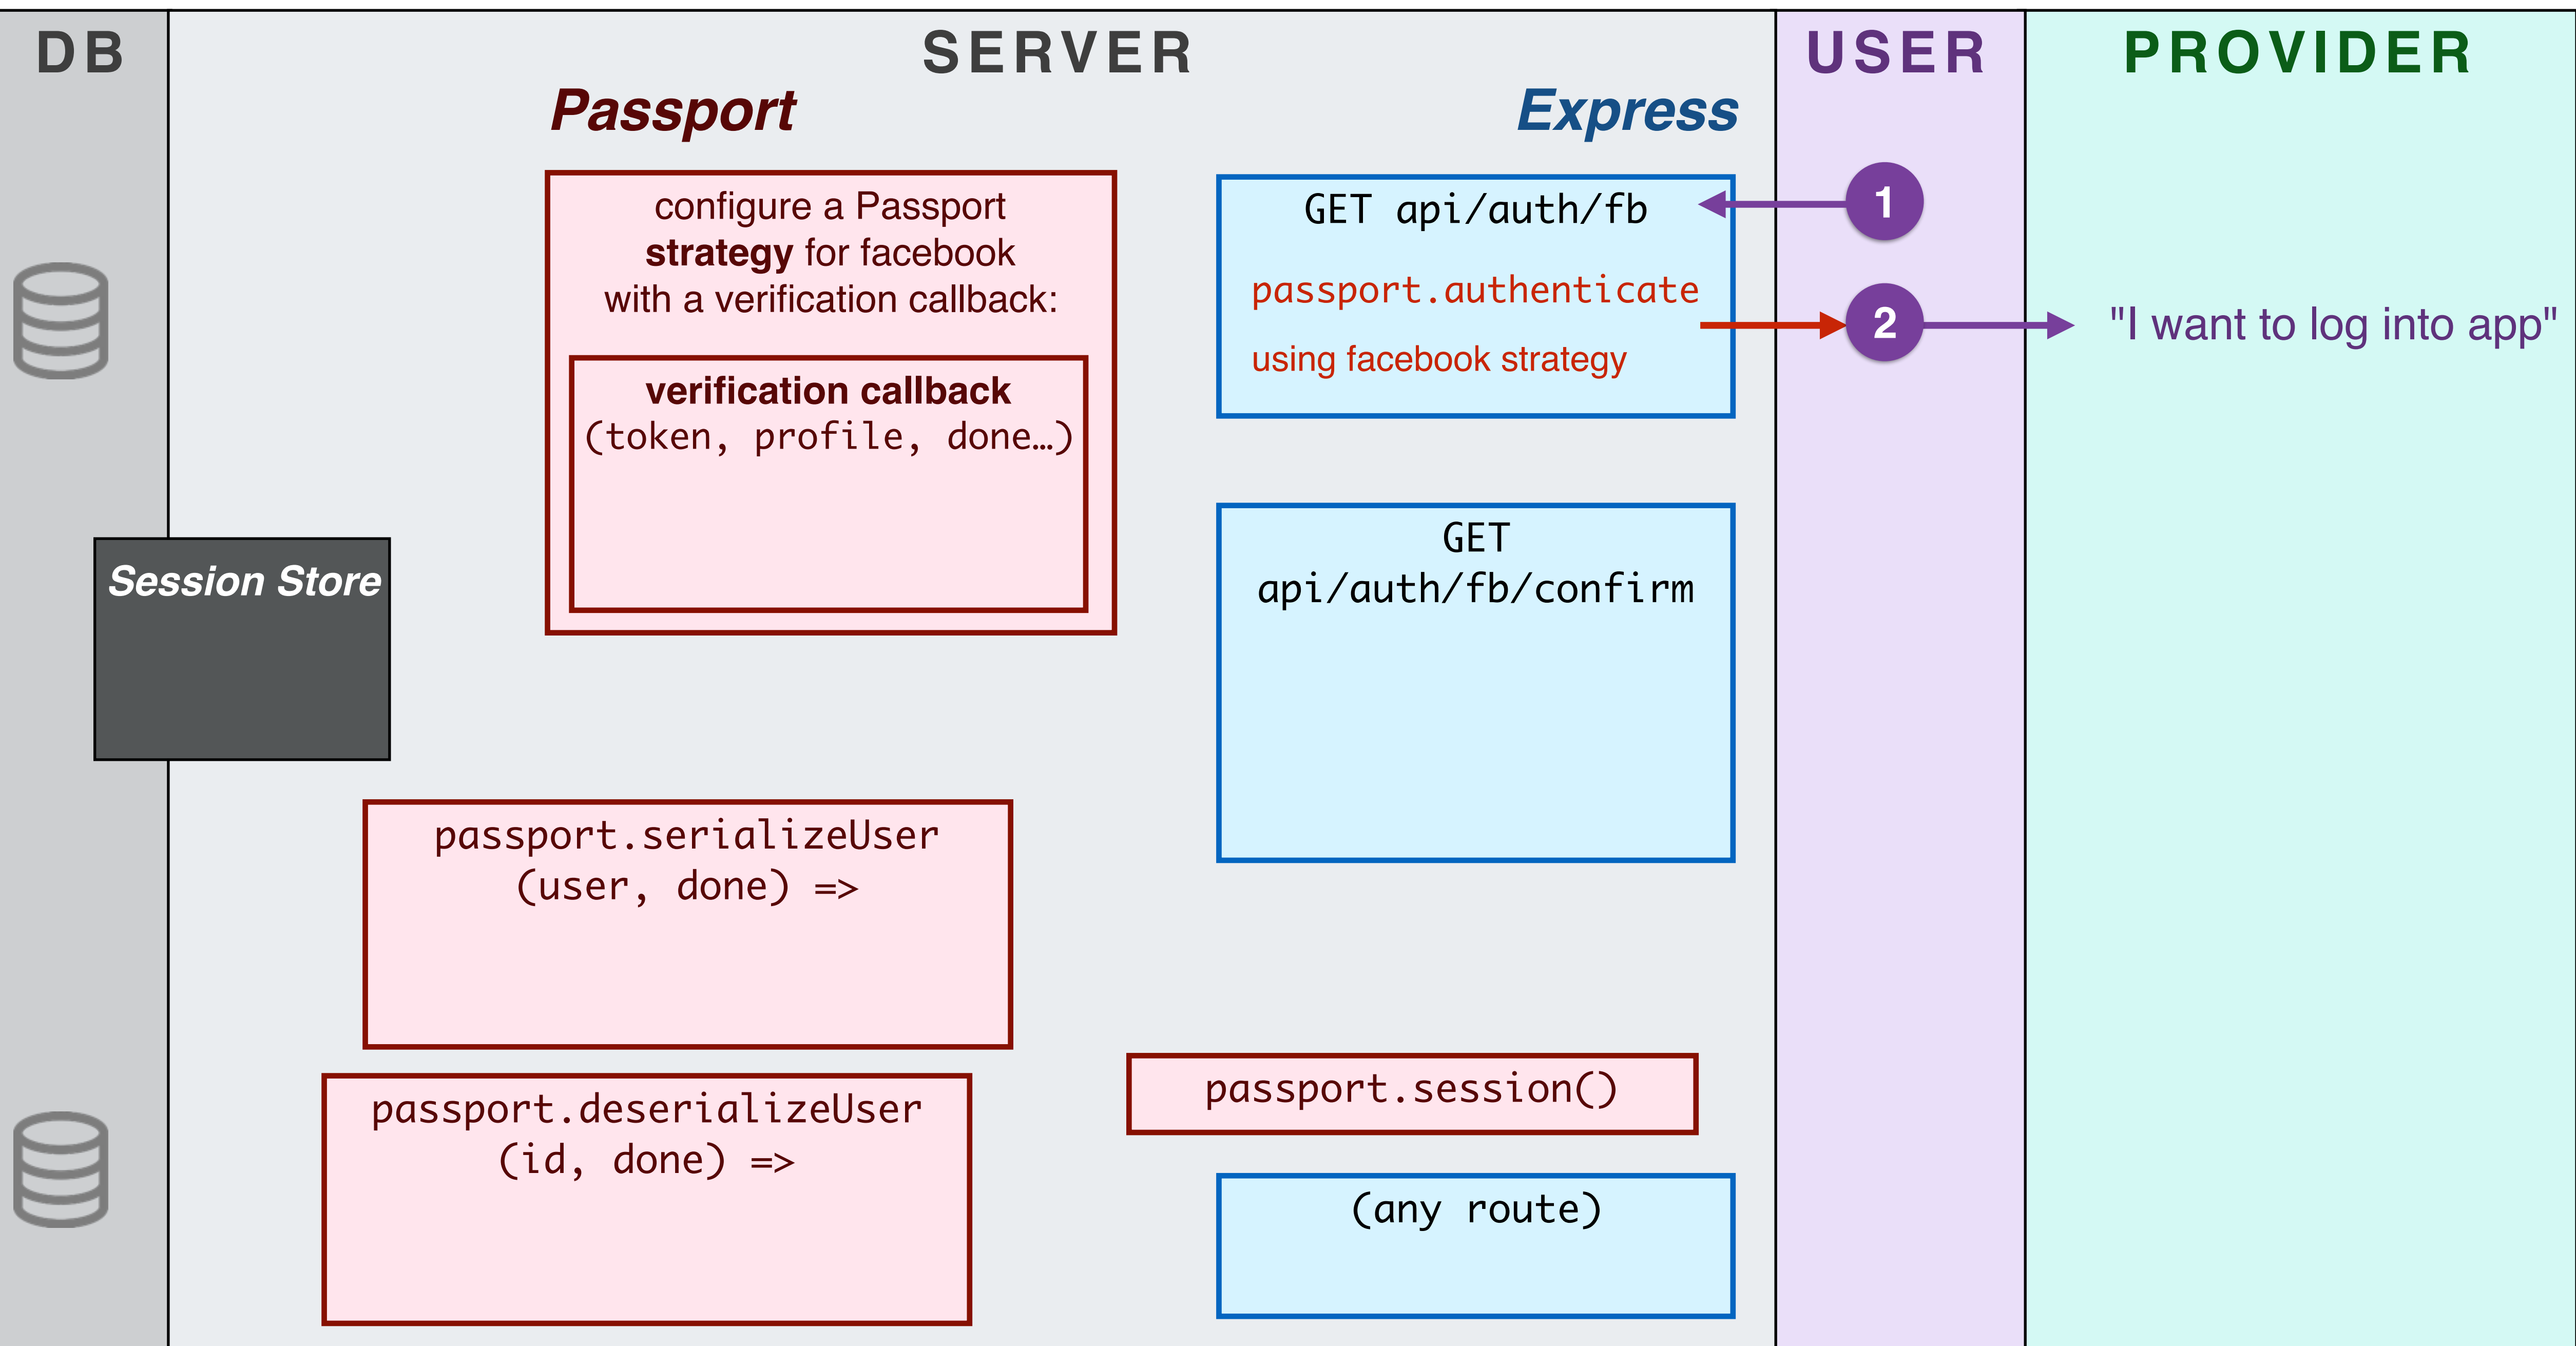 DB
SERVER
USER
PROVIDER
Passport
Express
configure a Passport
strategy for facebook
with a verification callback:
verification callback
(token, profile, done…)
GET api/auth/fb
passport.authenticate
using facebook strategy
1
2
"I want to log into app"
Session Store
GET
api/auth/fb/confirm
passport.serializeUser
(user, done) =>
passport.deserializeUser
(id, done) =>
passport.session()
(any route)